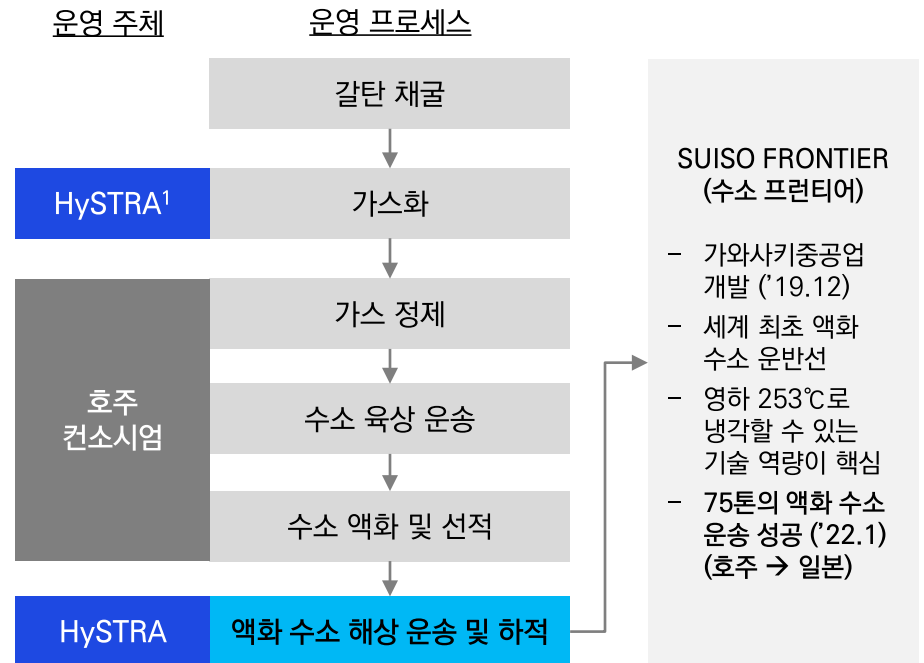 운영 주체
운영 프로세스
갈탄 채굴
HySTRA¹
가스화
호주
컨소시엄
가스 정제
수소 육상 운송
수소 액화 및 선적
HySTRA
액화 수소 해상 운송 및 하적
SUISO FRONTIER
(수소 프런티어)
– 가와사키중공업
개발 (’19.12)
– 세계 최초 액화
수소 운반선
– 영하 253℃로
냉각할 수 있는
기술 역량이 핵심
– 75톤의 액화 수소
운송 성공 (’22.1)
(호주 → 일본)